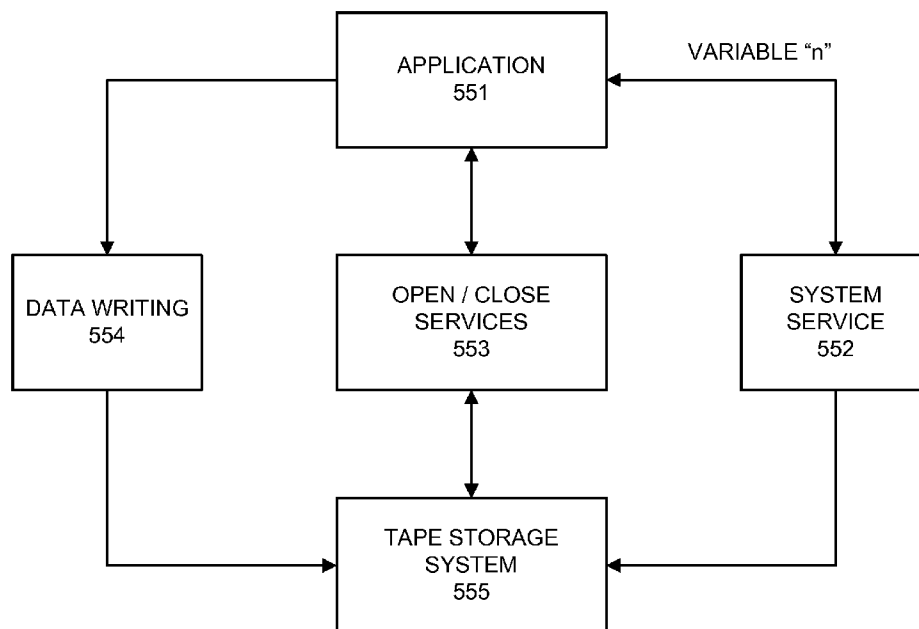 APPLICATION
551
VARIABLE “n”
DATA WRITING
554
OPEN / CLOSE
SERVICES
553
SYSTEM
SERVICE
552
TAPE STORAGE
SYSTEM
555